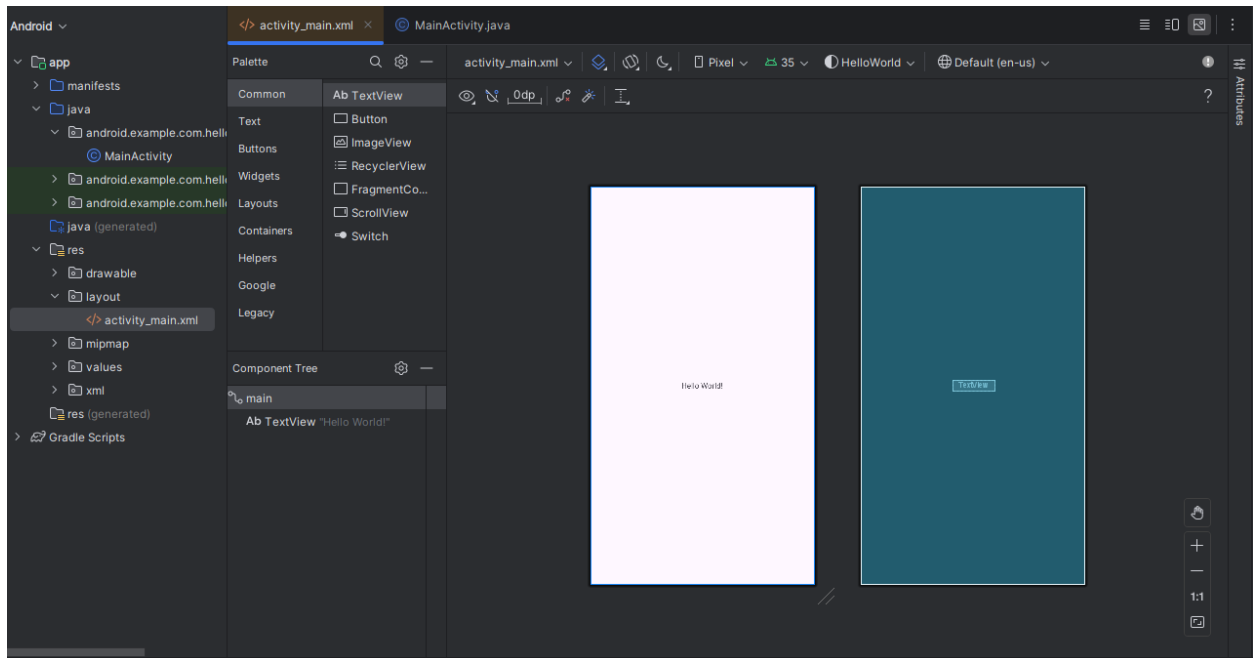 Android
activity_main.xml
MainActivity.java
app
manifests
java
android.example.com.hell
MainActivity
android.example.com.hell
android.example.com.hell
java (generated)
res
drawable
layout
activity_main.xml
mipmap
values
xml
res (generated)
Gradle Scripts
Palette
Common
Text
Buttons
Widgets
Layouts
Containers
Helpers
Google
Legacy
Ab TextView
Button
ImageView
RecyclerView
FragmentCo...
ScrollView
Switch
Component Tree
main
Ab TextView "Hello World!"
activity_main.xml
Pixel
35
HelloWorld
Default (en-us)
0dp
?
Attributes
Hello World!
TextView
1:1